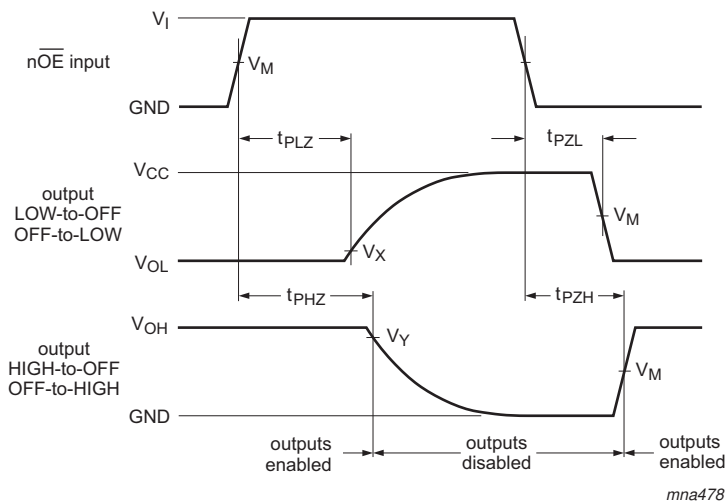 V_I
nOE input
V_M
GND
t_PLZ
t_PZL
V_CC
output
LOW-to-OFF
OFF-to-LOW
V_M
V_X
V_OL
t_PHZ
t_PZH
V_OH
output
HIGH-to-OFF
OFF-to-HIGH
V_Y
V_M
GND
outputs
enabled
outputs
disabled
outputs
enabled
mna478